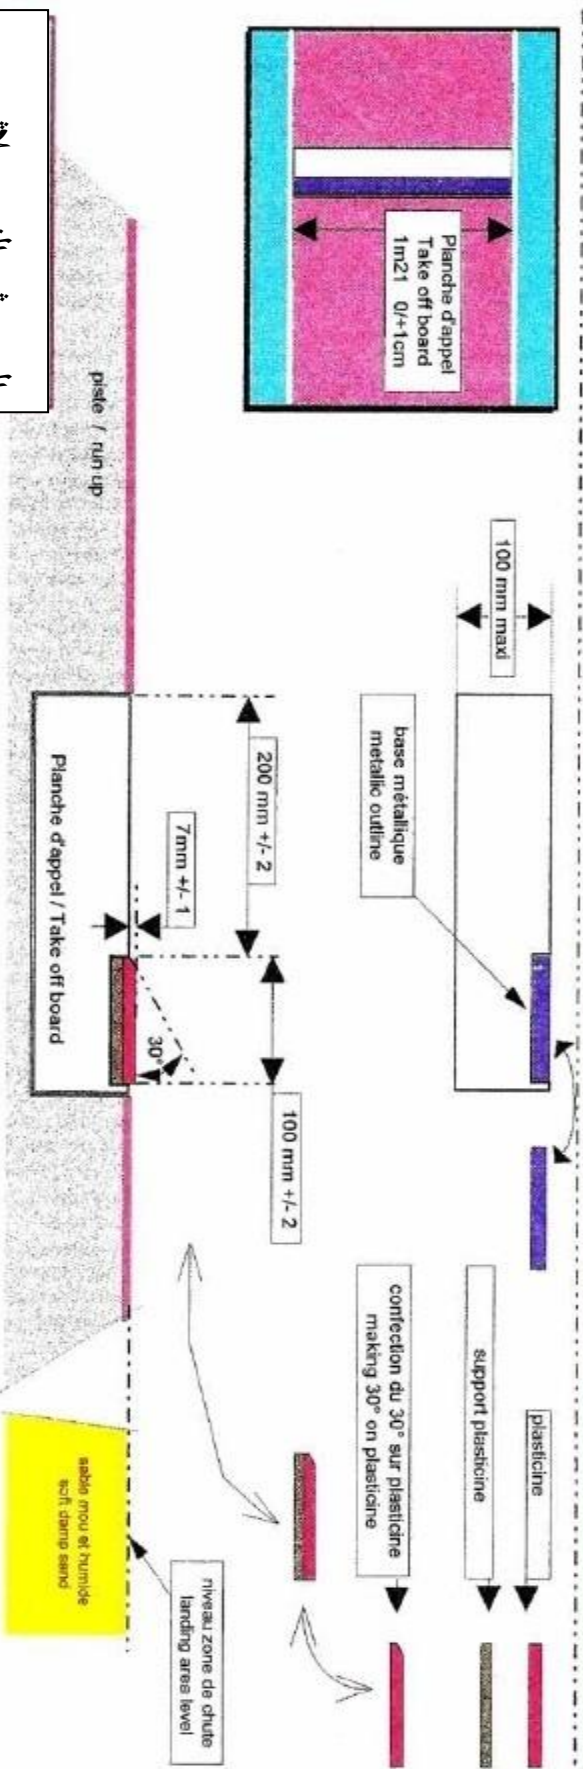 Planche d'appel
Take off board
1m21 0/+1cm
100 mm maxi
base métallique
metallic outline
plasticine
support plasticine
confection du 30° sur plasticine
making 30° on plasticine
200 mm +/- 2
100 mm +/- 2
7mm +/- 1
30°
piste / run-up
Planche d'appel / Take off board
niveau zone de chute
landing area level
sable mou et humide
soft damp sand